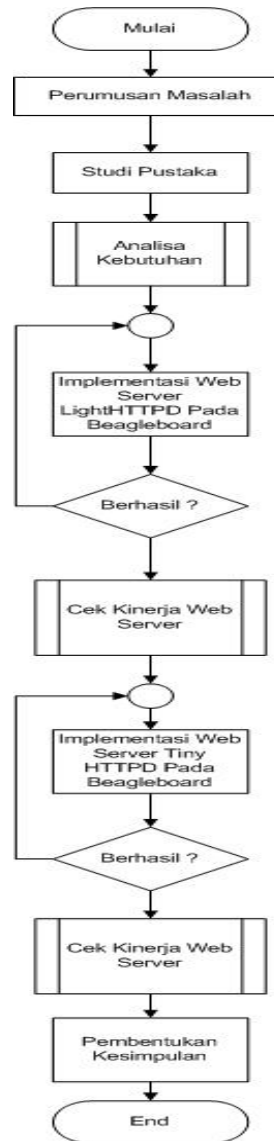 Mulai
Perumusan Masalah
Studi Pustaka
Analisa
Kebutuhan
Implementasi Web
Server
LightHTTPD Pada
Beagleboard
Berhasil ?
Cek Kinerja Web
Server
Implementasi Web
Server Tiny
HTTPD Pada
Beagleboard
Berhasil ?
Cek Kinerja Web
Server
Pembentukan
Kesimpulan
End